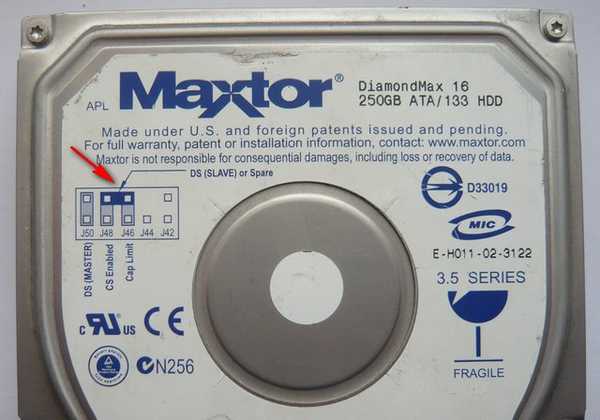 APL Maxtor®
DiamondMax 16
250GB ATA/133 HDD
Made under U.S. and foreign patents issued and pending.
For full warranty, patent or installation information, contact: www.maxtor.com
Maxtor is not responsible for consequential damages, including loss or recovery of data.
DS (SLAVE) or Spare
J50 J48 J46 J44 J42
DS (MASTER)
CS Enabled
Cap Limit
D33019
MIC
E-H011-02-3122
3.5 SERIES
c RU US CE
N256
FRAGILE